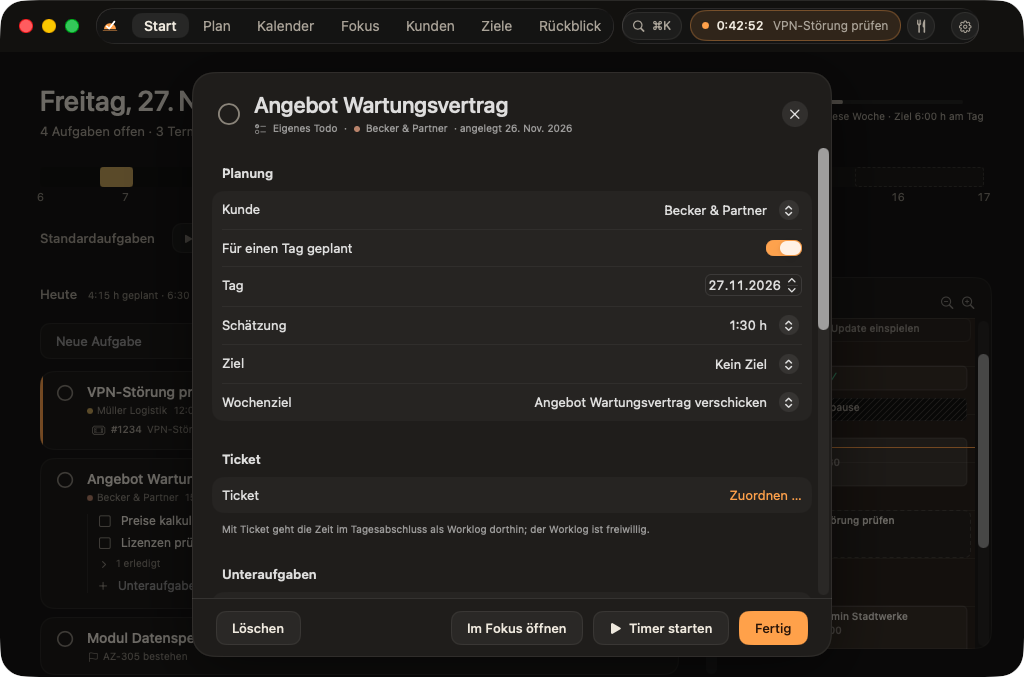 Start Plan Kalender Fokus Kunden Ziele Rückblick ⌘K 0:42:52 VPN-Störung prüfen
Freitag, 27. N
4 Aufgaben offen · 3 Tern
ese Woche · Ziel 6:00 h am Tag
6 7 16 17
Standardaufgaben
Heute 4:15 h geplant · 6:30
Neue Aufgabe
VPN-Störung pr
Müller Logistik 12:0
#1234 VPN-Stör
Angebot Wartun
Becker & Partner 15
Preise kalkul
Lizenzen prü
1 erledigt
Unteraufgabe
Modul Datenspe
AZ-305 bestehen
Angebot Wartungsvertrag
Eigenes Todo · Becker & Partner · angelegt 26. Nov. 2026
Planung
Kunde Becker & Partner
Für einen Tag geplant
Tag 27.11.2026
Schätzung 1:30 h
Ziel Kein Ziel
Wochenziel Angebot Wartungsvertrag verschicken
Ticket
Ticket Zuordnen ...
Mit Ticket geht die Zeit im Tagesabschluss als Worklog dorthin; der Worklog ist freiwillig.
Unteraufgaben
Löschen Im Fokus öffnen Timer starten Fertig
Update einspielen
ause
örung prüfen
min Stadtwerke